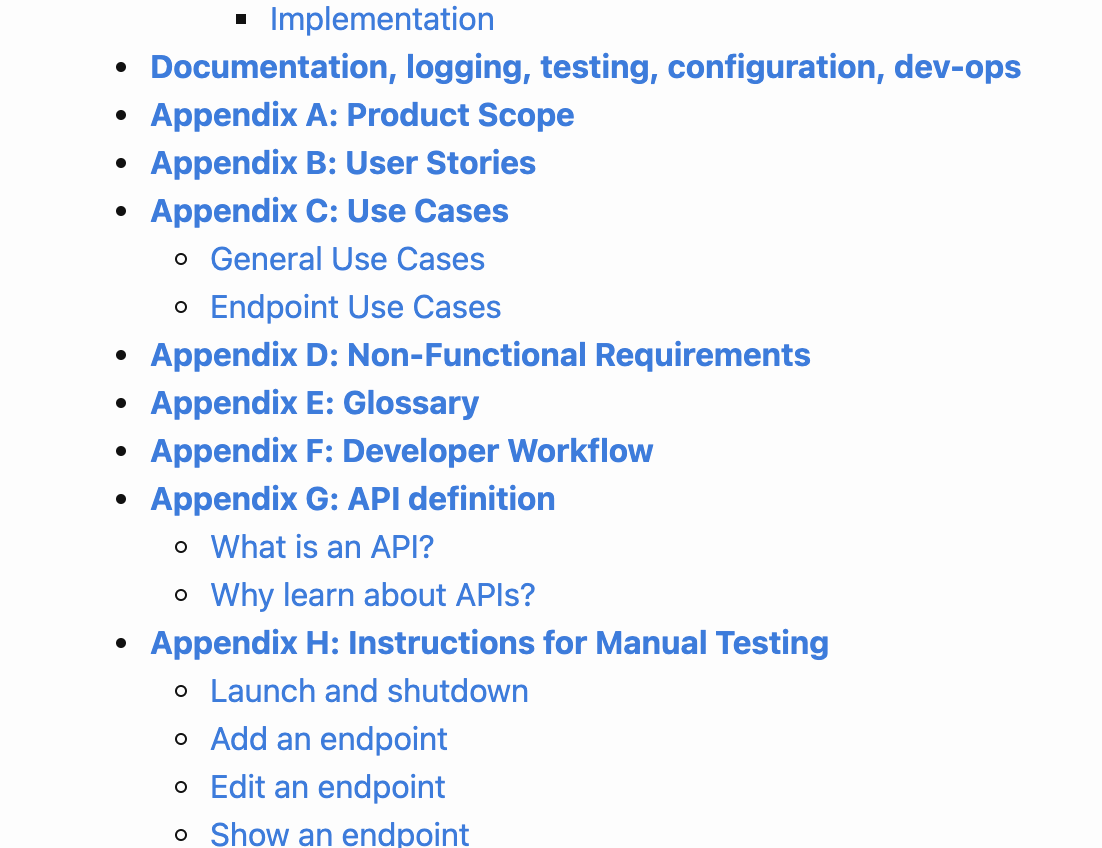 Implementation
Documentation, logging, testing, configuration, dev-ops
Appendix A: Product Scope
Appendix B: User Stories
Appendix C: Use Cases
General Use Cases
Endpoint Use Cases
Appendix D: Non-Functional Requirements
Appendix E: Glossary
Appendix F: Developer Workflow
Appendix G: API definition
What is an API?
Why learn about APIs?
Appendix H: Instructions for Manual Testing
Launch and shutdown
Add an endpoint
Edit an endpoint
Show an endpoint